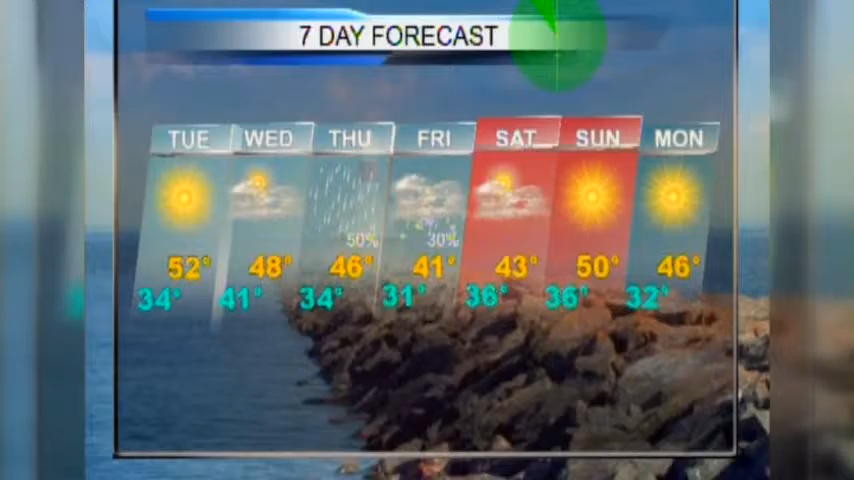 7 DAY FORECAST
TUE WED THU FRI SAT SUN MON
50% 30%
52° 48° 46° 41° 43° 50° 46°
34° 41° 34° 31° 36° 36° 32°